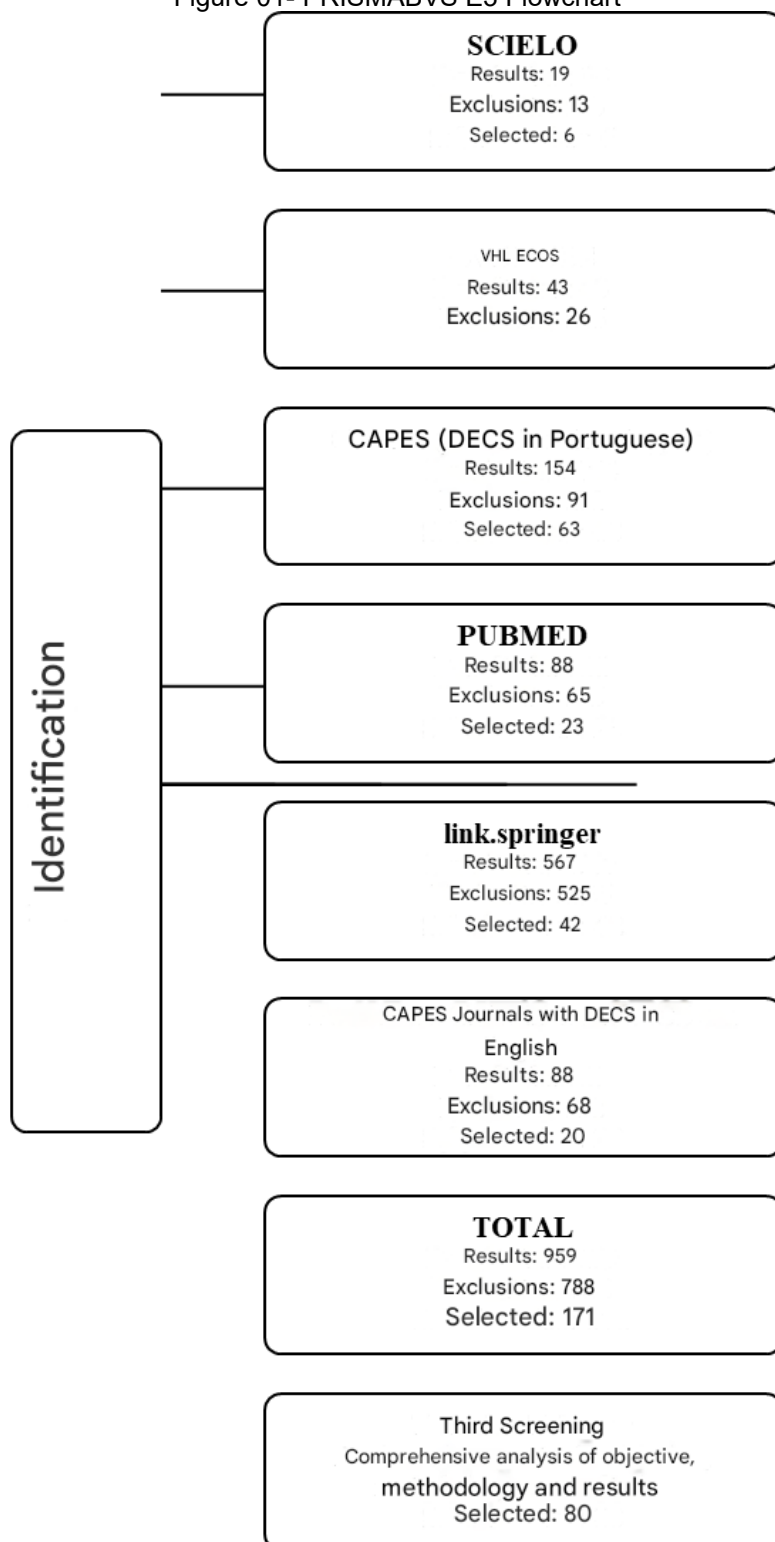 Figure 01- PRISMABVS E3 Flowchart
SCIELO
Results: 19
Exclusions: 13
Selected: 6
VHL ECOS
Results: 43
Exclusions: 26
CAPES (DECS in Portuguese)
Results: 154
Exclusions: 91
Selected: 63
PUBMED
Results: 88
Exclusions: 65
Selected: 23
Identification
link.springer
Results: 567
Exclusions: 525
Selected: 42
CAPES Journals with DECS in
English
Results: 88
Exclusions: 68
Selected: 20
TOTAL
Results: 959
Exclusions: 788
Selected: 171
Third Screening
Comprehensive analysis of objective,
methodology and results
Selected: 80